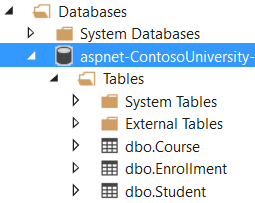 Databases
System Databases
aspnet-ContosoUniversity-
Tables
System Tables
External Tables
dbo.Course
dbo.Enrollment
dbo.Student